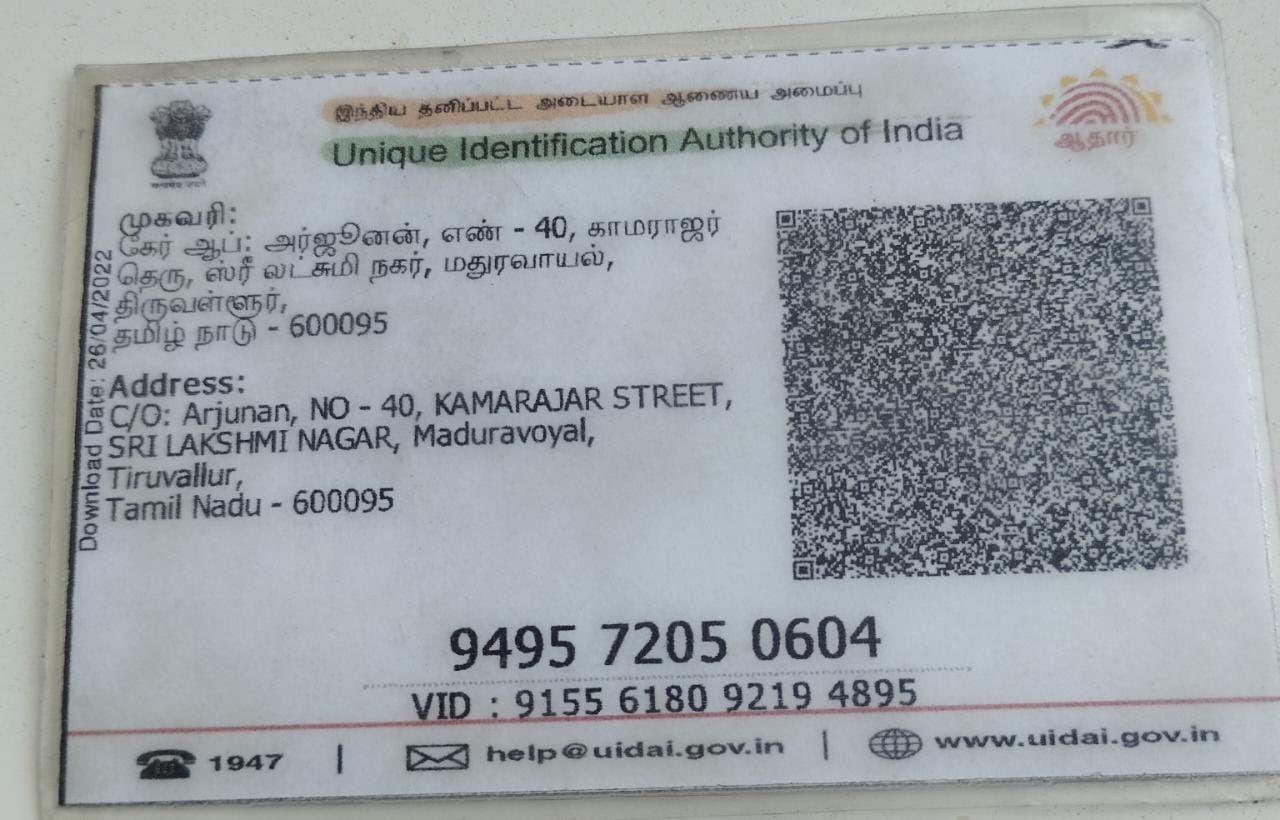 இந்திய தனிப்பட்ட அடையாள ஆணைய அமைப்பு
Unique Identification Authority of India
ஆதார்
முகவரி:
கேர் ஆப்: அர்ஜூனன், எண் - 40, காமராஜர்
தெரு, ஸ்ரீ லட்சுமி நகர், மதுரவாயல்,
திருவள்ளூர்,
தமிழ் நாடு - 600095
Address:
C/O: Arjunan, NO - 40, KAMARAJAR STREET,
SRI LAKSHMI NAGAR, Maduravoyal,
Tiruvallur,
Tamil Nadu - 600095
Download Date: 26/04/2022
9495 7205 0604
VID : 9155 6180 9219 4895
1947 | help@uidai.gov.in | www.uidai.gov.in